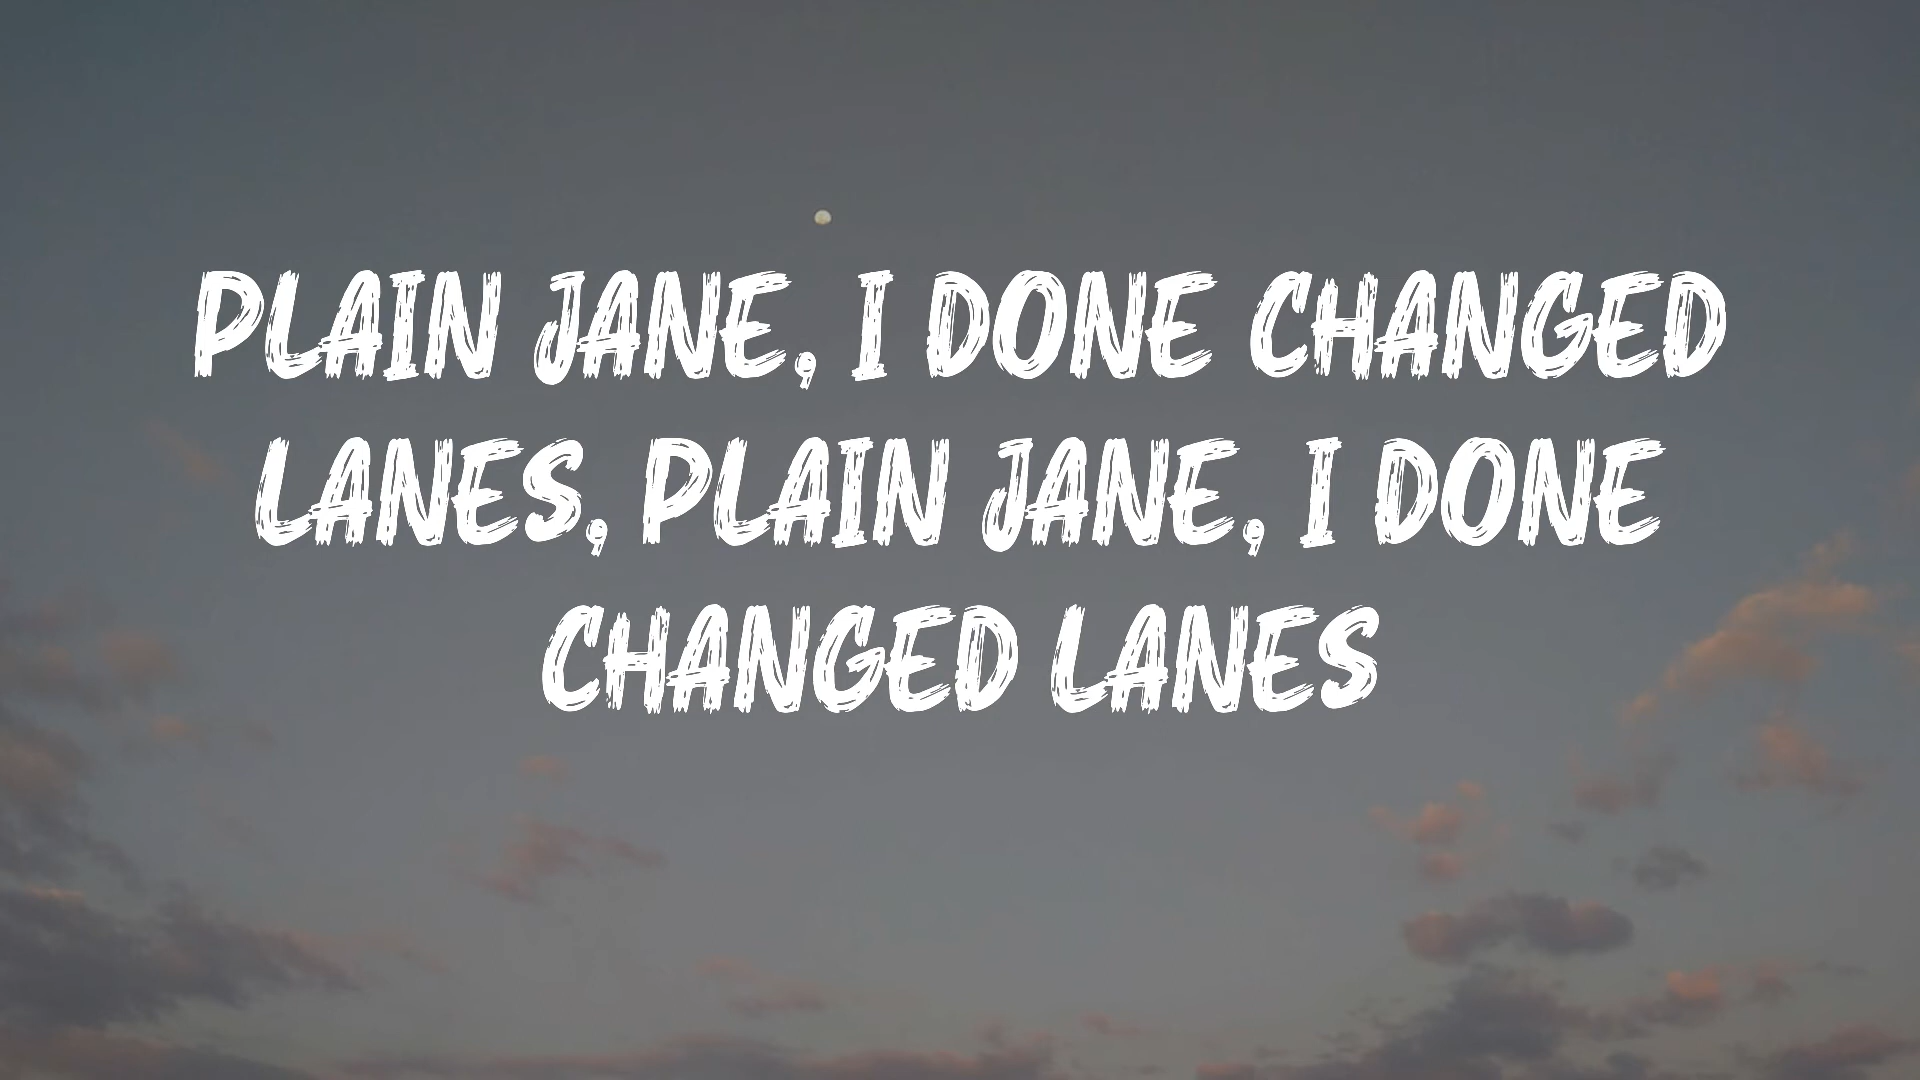 PLAIN JANE, I DONE CHANGED
LANES, PLAIN JANE, I DONE
CHANGED LANES